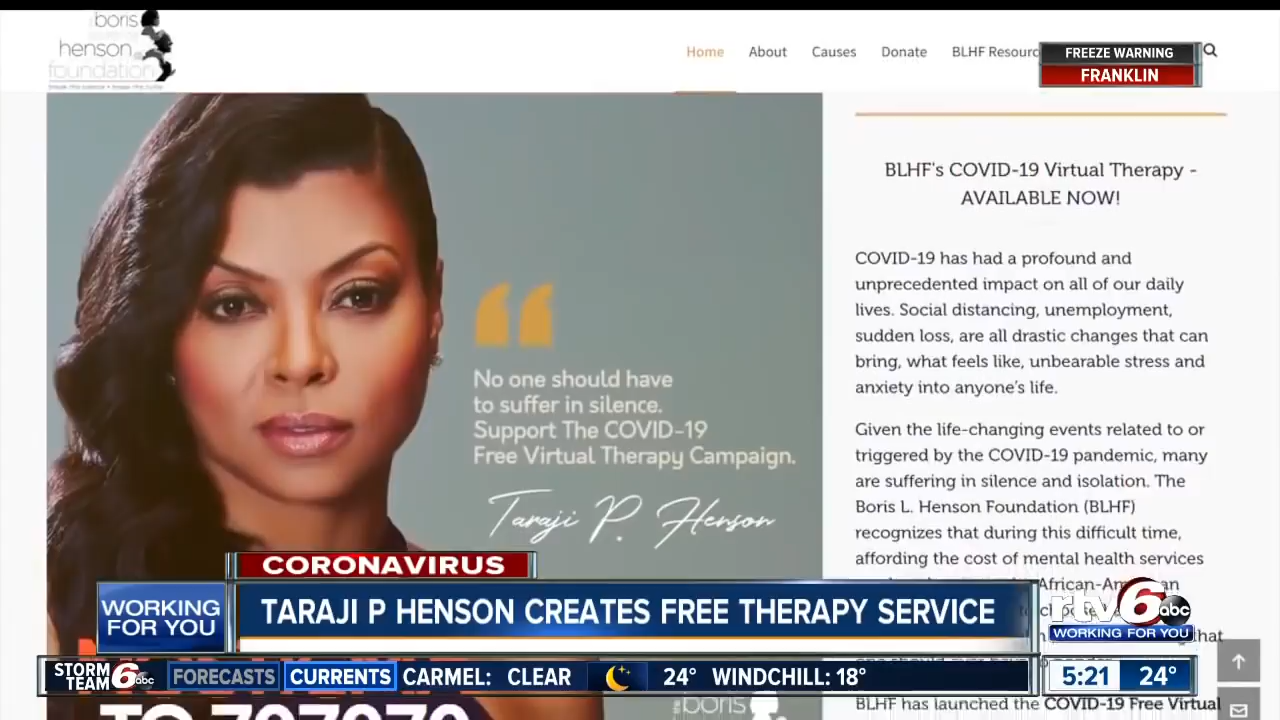 boris
henson
foundation
Home About Causes Donate BLHF Resourc
FREEZE WARNING
FRANKLIN
BLHF's COVID-19 Virtual Therapy -
AVAILABLE NOW!
COVID-19 has had a profound and
unprecedented impact on all of our daily
lives. Social distancing, unemployment,
sudden loss, are all drastic changes that can
bring, what feels like, unbearable stress and
anxiety into anyone's life.
Given the life-changing events related to or
triggered by the COVID-19 pandemic, many
are suffering in silence and isolation. The
Boris L. Henson Foundation (BLHF)
recognizes that during this difficult time,
affording the cost of mental health services
BLHF has launched the COVID-19 Free Virtual
No one should have
to suffer in silence.
Support The COVID-19
Free Virtual Therapy Campaign.
Taraji P. Henson
CORONAVIRUS
WORKING
FOR YOU
TARAJI P HENSON CREATES FREE THERAPY SERVICE
rtv6 abc
WORKING FOR YOU
STORM
TEAM 6 abc
FORECASTS CURRENTS CARMEL: CLEAR 24° WINDCHILL: 18°
5:21 24°
boris